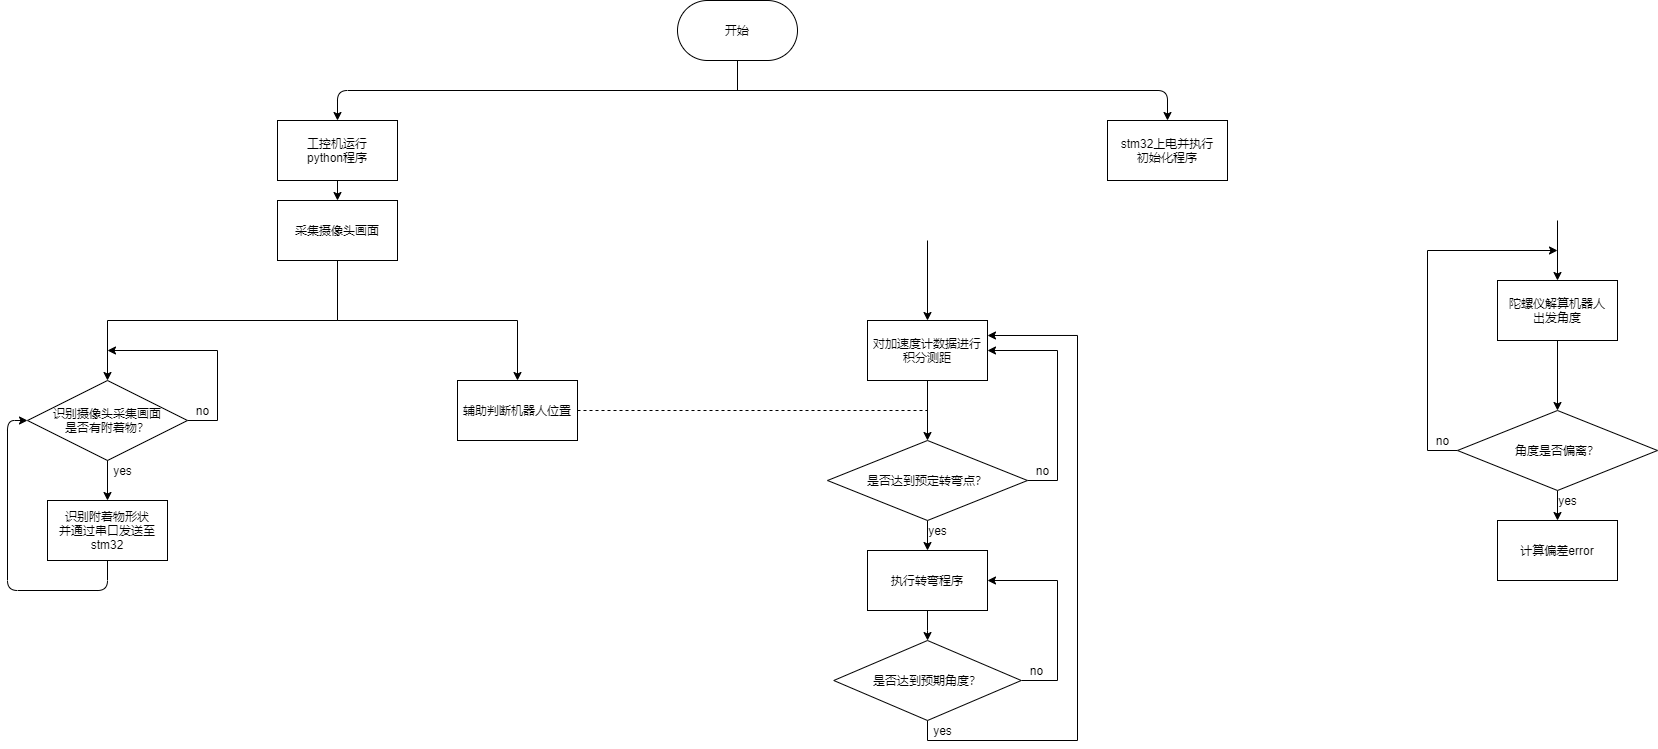 开始
工控机运行
python程序
stm32上电并执行
初始化程序
采集摄像头画面
陀螺仪解算机器人
出发角度
对加速度计数据进行
积分测距
识别摄像头采集画面
是否有附着物？
no
辅助判断机器人位置
no
角度是否偏离？
yes
是否达到预定转弯点？
no
yes
识别附着物形状
并通过串口发送至
stm32
yes
计算偏差error
执行转弯程序
是否达到预期角度？
no
yes